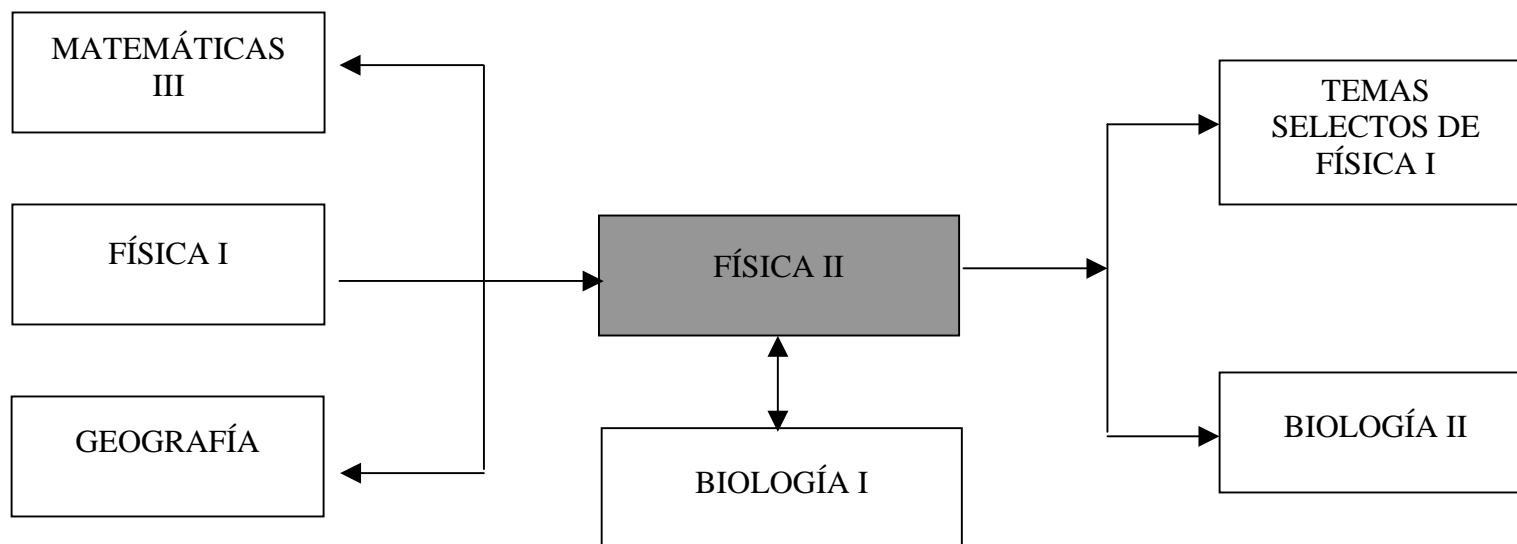 MATEMÁTICAS
III
FÍSICA I
GEOGRAFÍA
FÍSICA II
BIOLOGÍA I
TEMAS
SELECTOS DE
FÍSICA I
BIOLOGÍA II